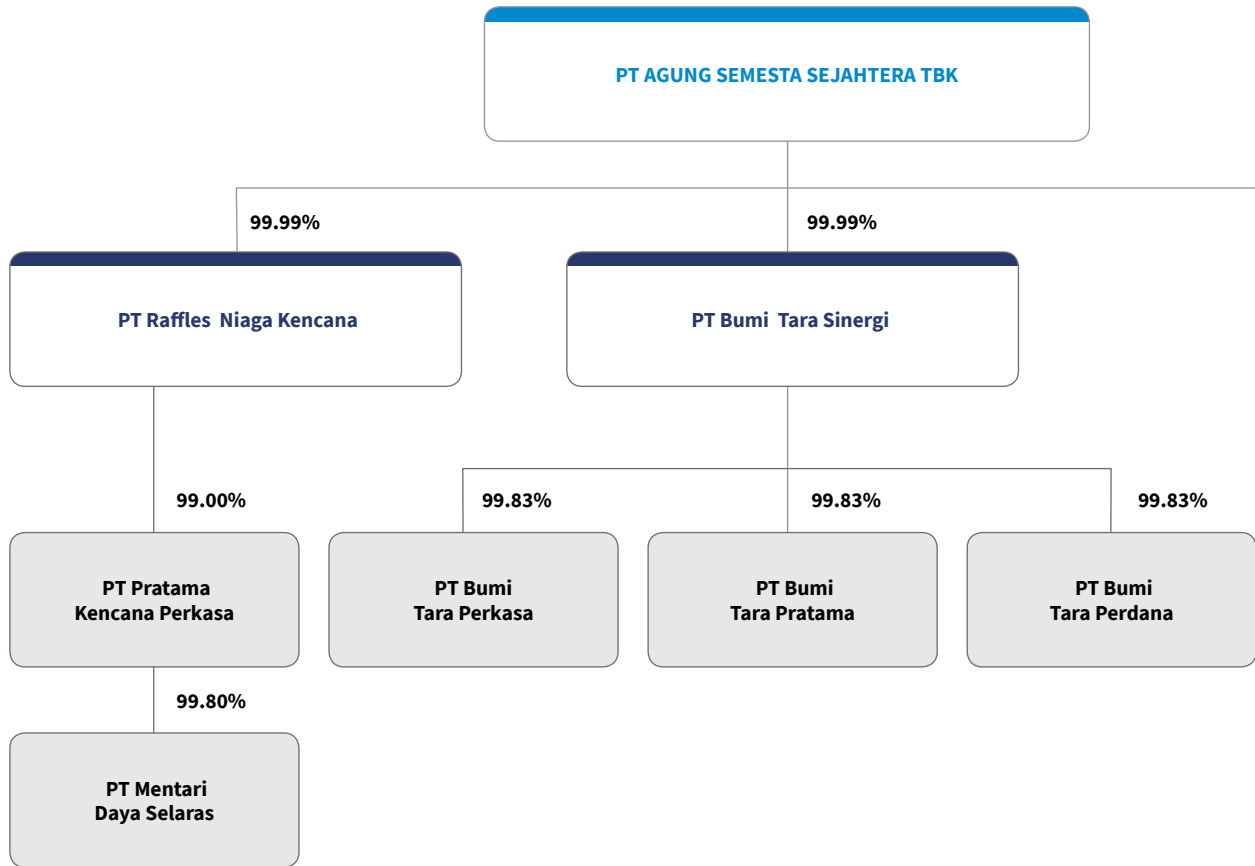 PT AGUNG SEMESTA SEJAHTERA TBK
99.99%
99.99%
PT Raffles Niaga Kencana
PT Bumi Tara Sinergi
99.00%
99.83%
99.83%
99.83%
PT Pratama
Kencana Perkasa
PT Bumi
Tara Perkasa
PT Bumi
Tara Pratama
PT Bumi
Tara Perdana
99.80%
PT Mentari
Daya Selaras